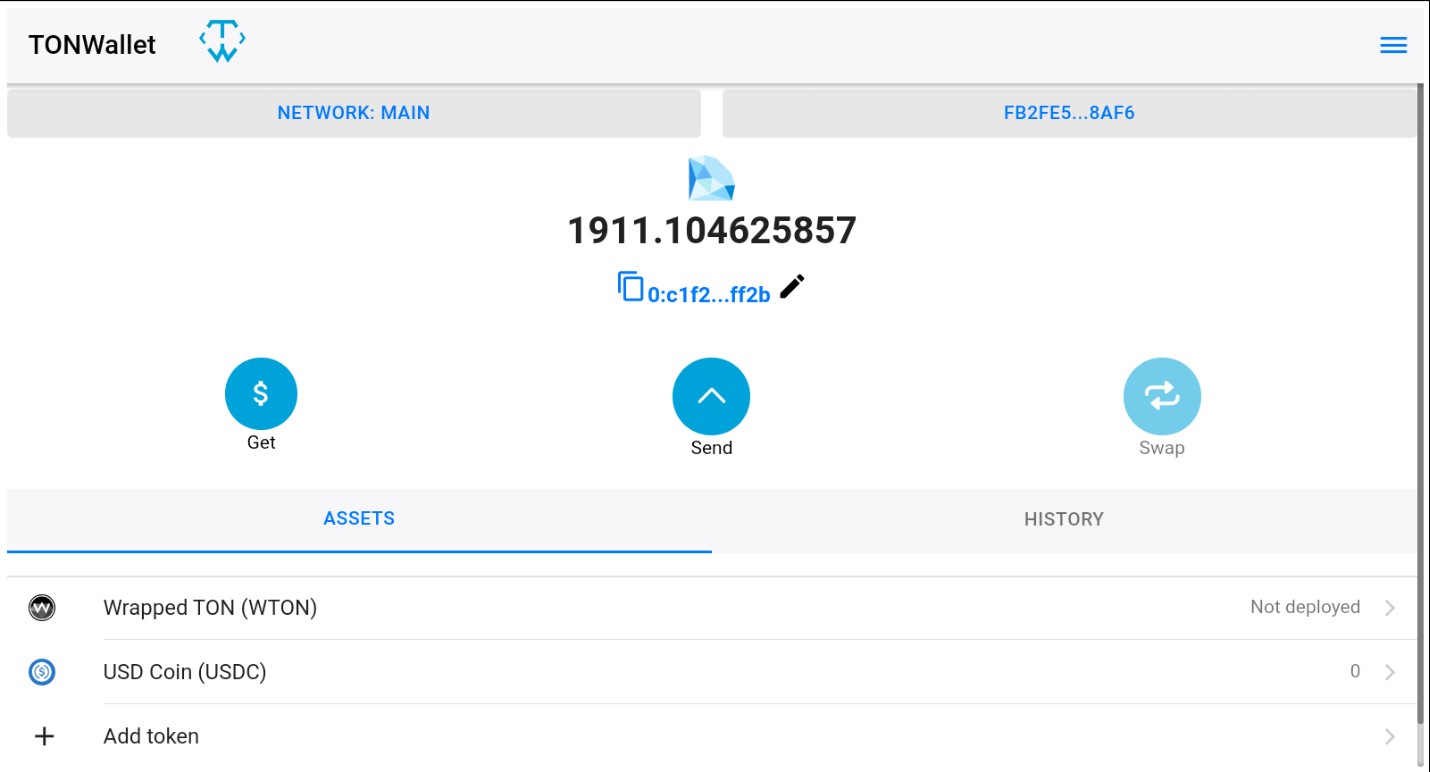 TONWallet
NETWORK: MAIN
FB2FE5...8AF6
1911.104625857
0:c1f2...ff2b
Get
Send
Swap
ASSETS
HISTORY
Wrapped TON (WTON)
Not deployed
USD Coin (USDC)
0
Add token